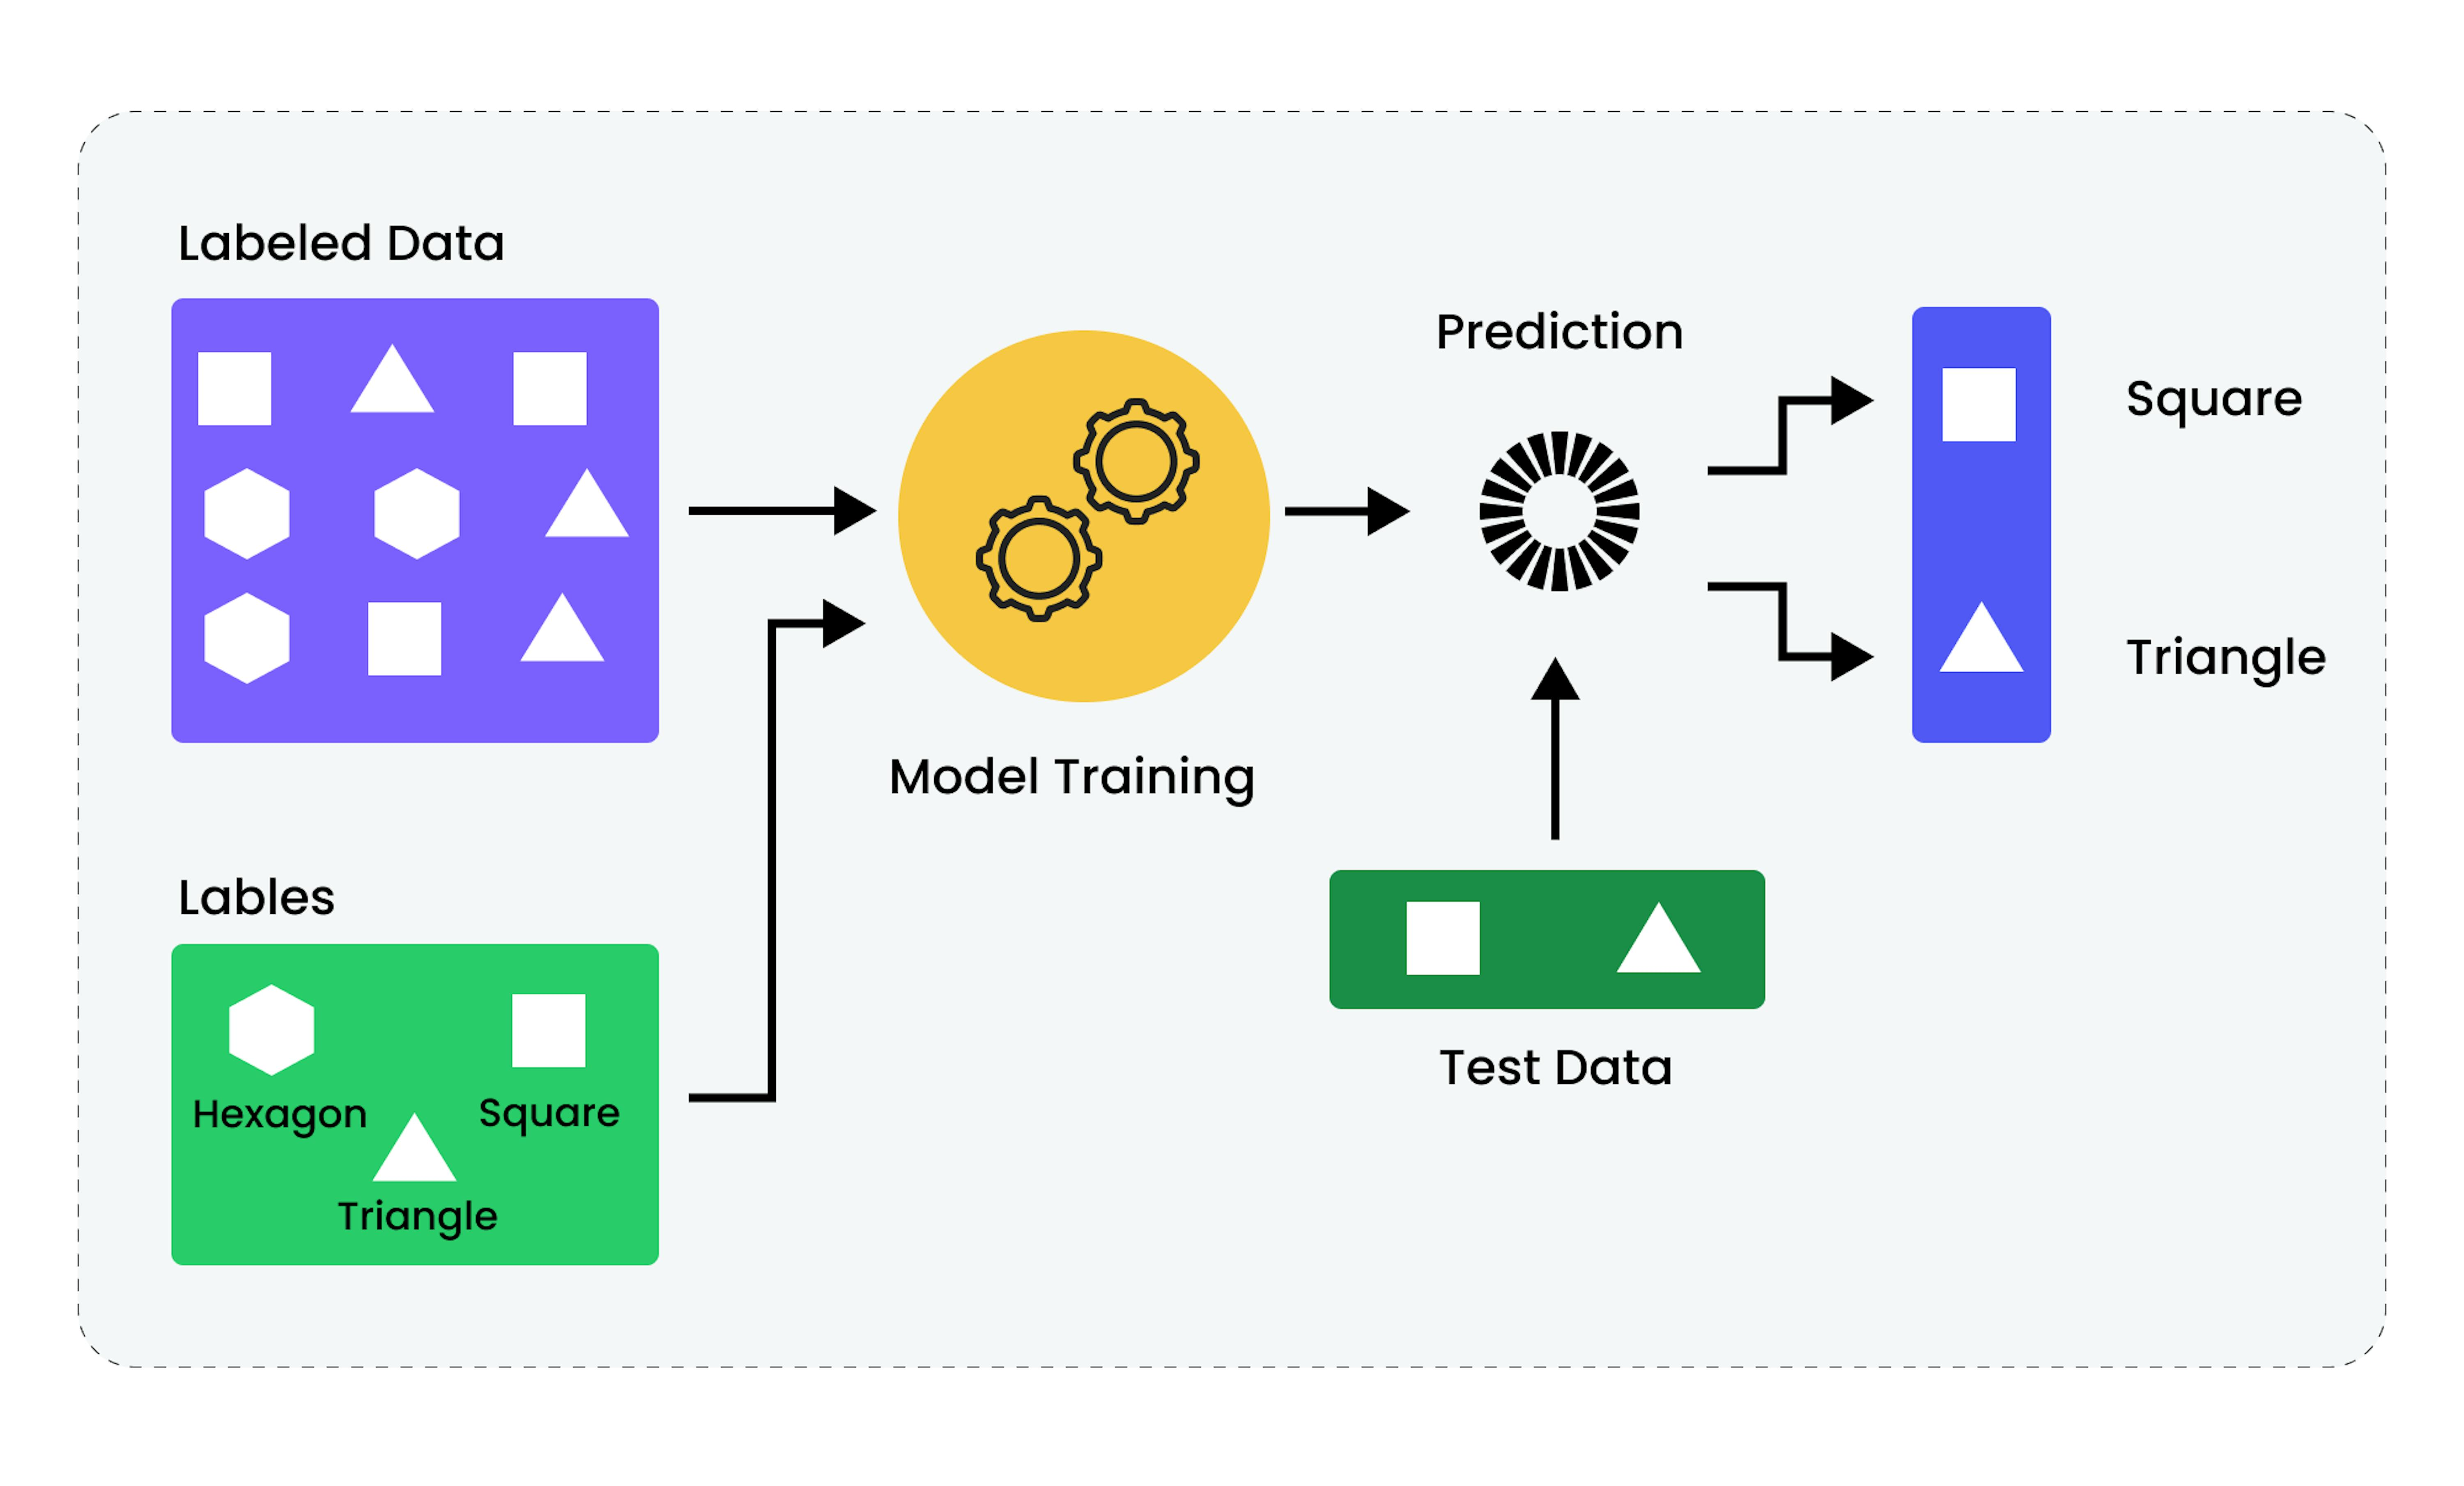 Labeled Data
Prediction
Square
Triangle
Model Training
Lables
Hexagon
Square
Triangle
Test Data